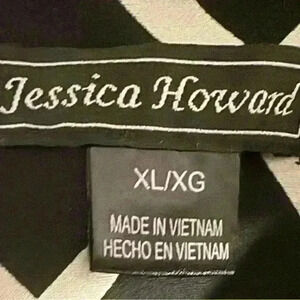 Jessica Howard
XL/XG
MADE IN VIETNAM
HECHO EN VIETNAM